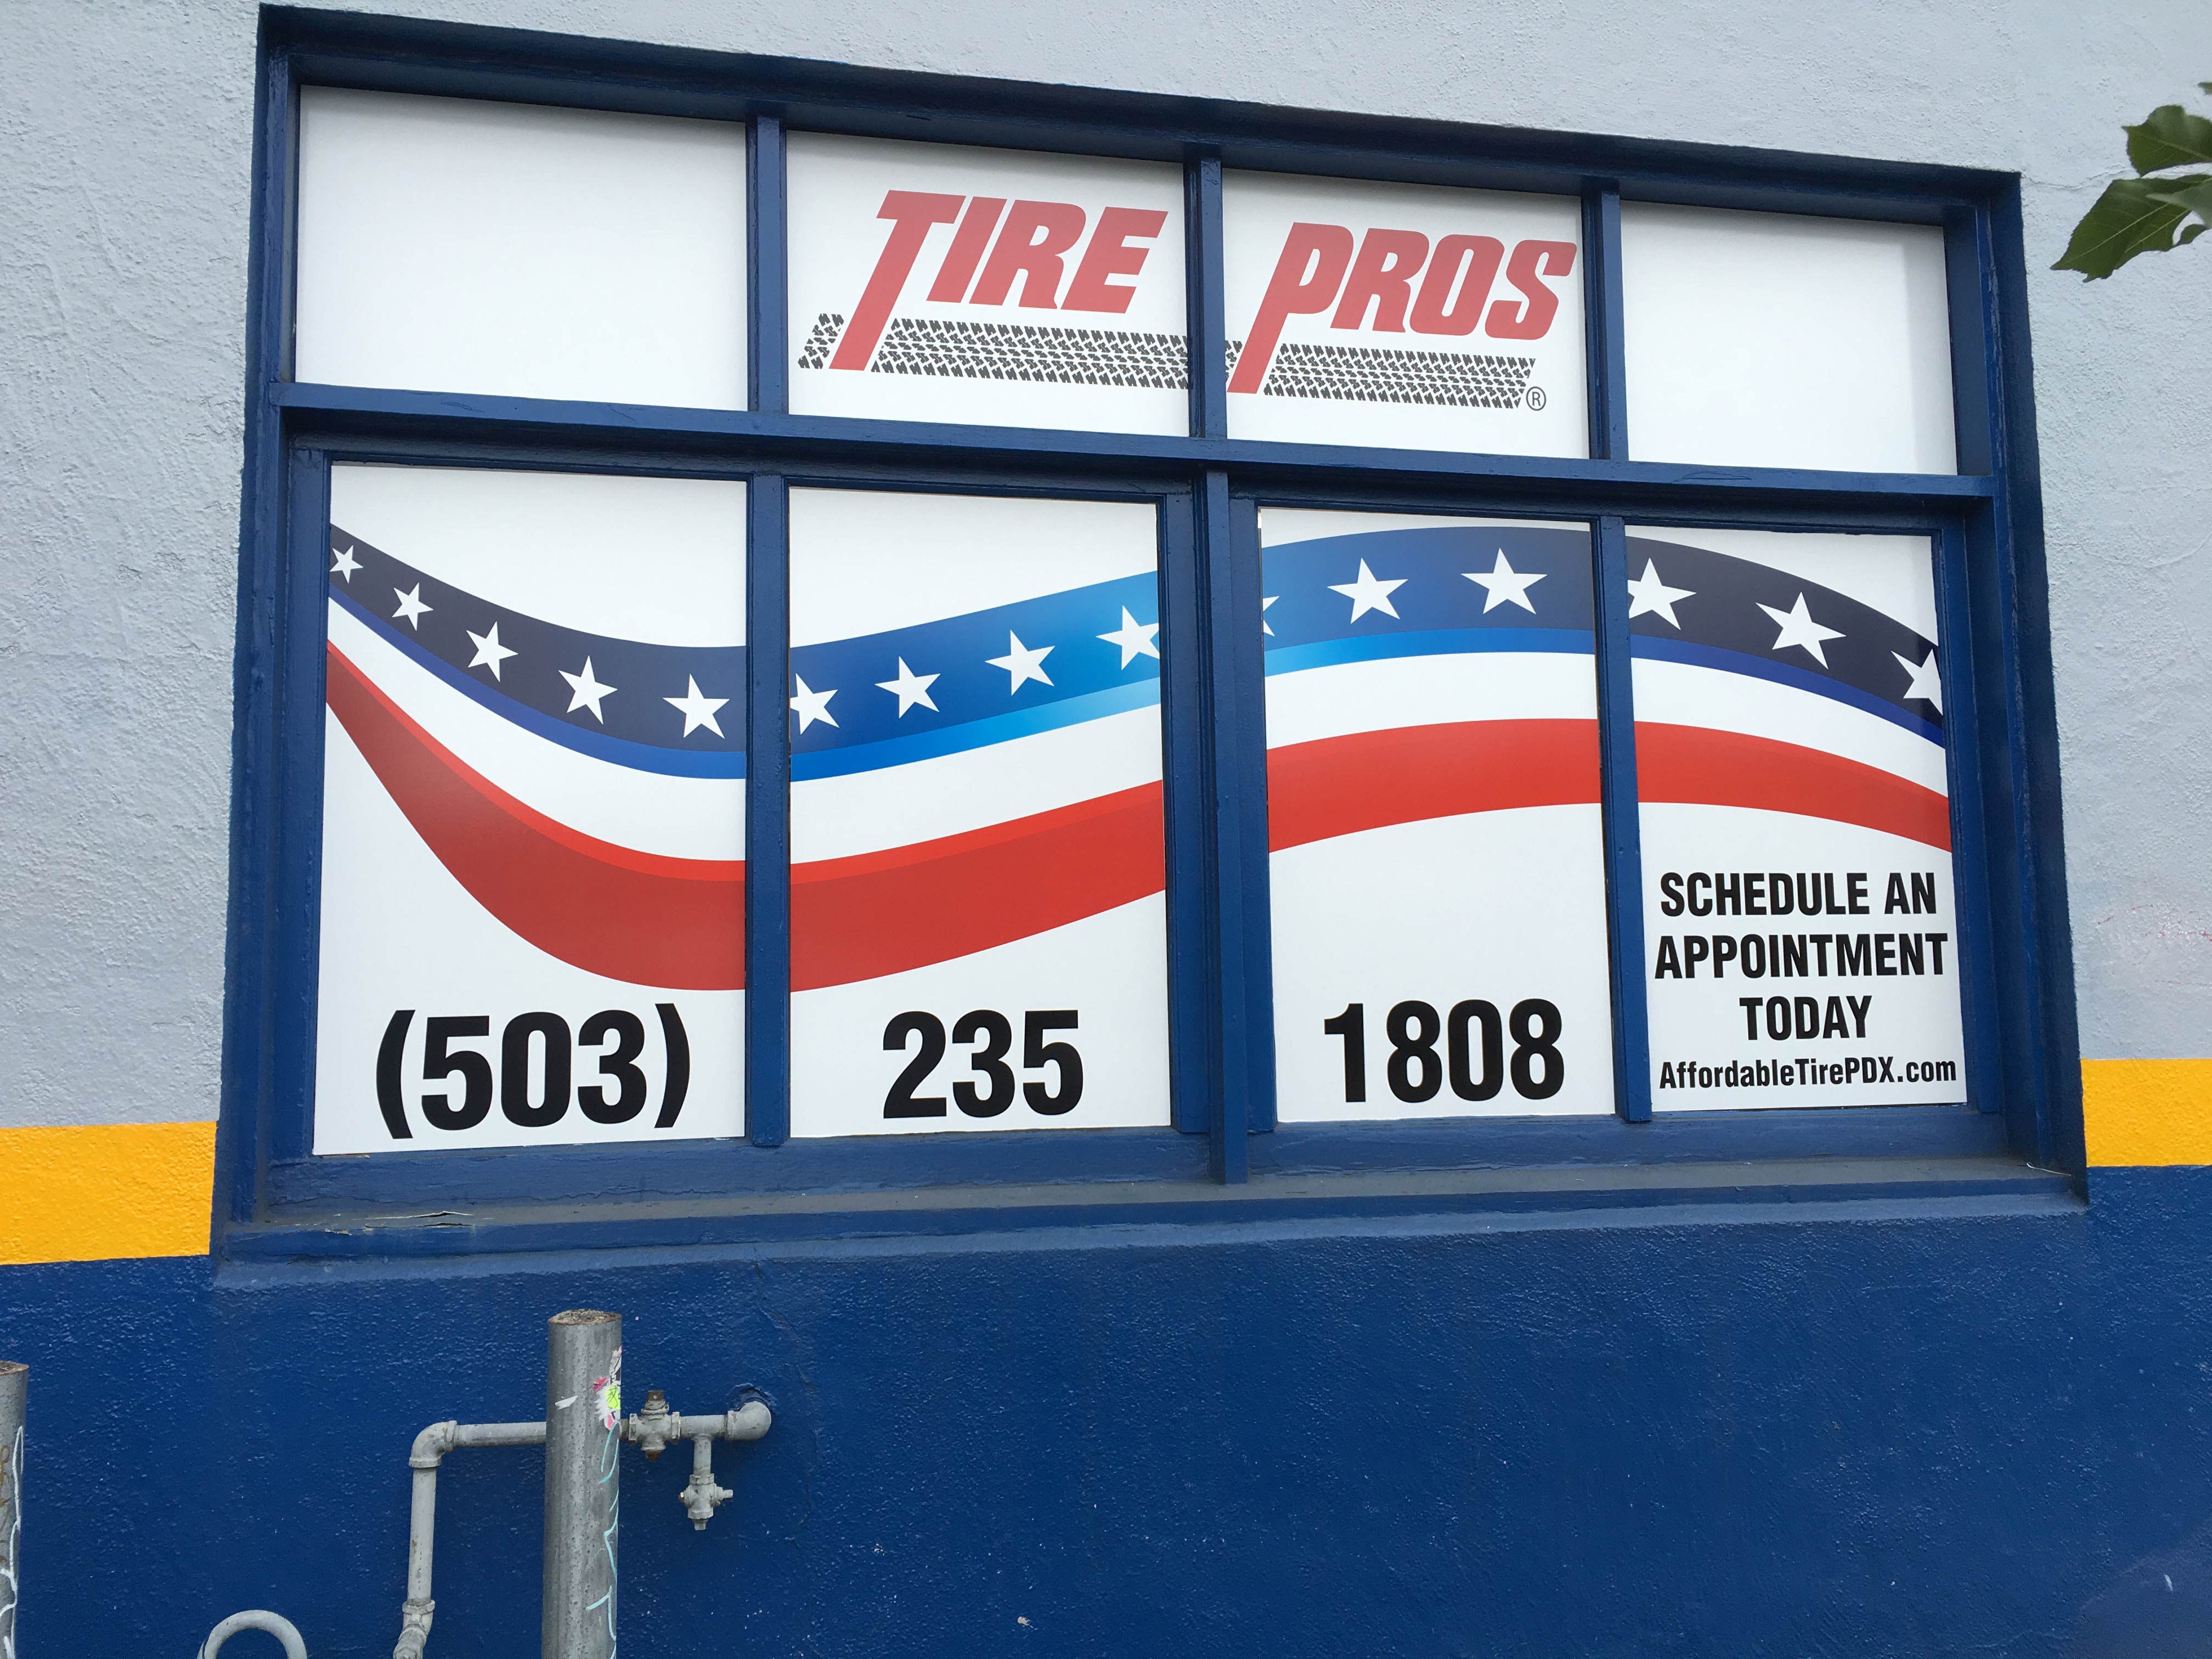 TIRE PROS
®
(503) 235 1808
SCHEDULE AN
APPOINTMENT
TODAY
AffordableTirePDX.com